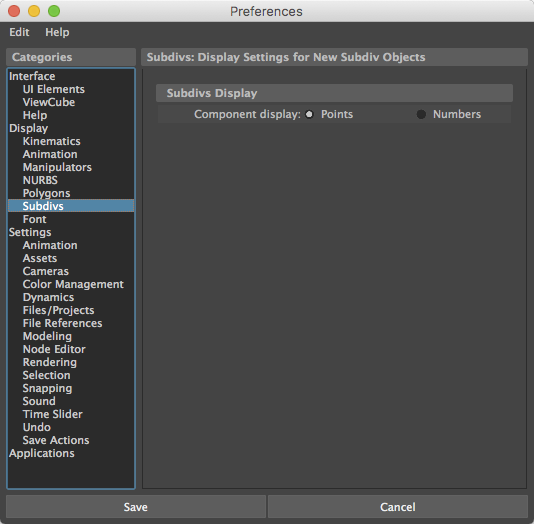 Preferences
Edit Help
Categories
Subdivs: Display Settings for New Subdiv Objects
Interface
UI Elements
ViewCube
Help
Display
Kinematics
Animation
Manipulators
NURBS
Polygons
Subdivs
Font
Settings
Animation
Assets
Cameras
Color Management
Dynamics
Files/Projects
File References
Modeling
Node Editor
Rendering
Selection
Snapping
Sound
Time Slider
Undo
Save Actions
Applications
Subdivs Display
Component display: Points Numbers
Save Cancel